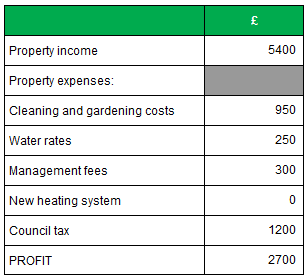 £
Property income 5400
Property expenses:
Cleaning and gardening costs 950
Water rates 250
Management fees 300
New heating system 0
Council tax 1200
PROFIT 2700